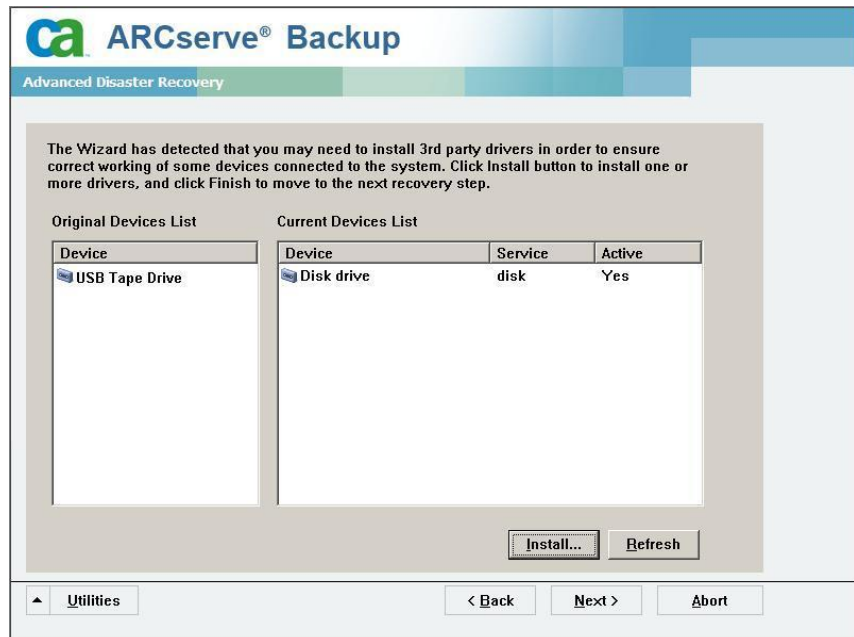 ca ARCserve® Backup
Advanced Disaster Recovery
The Wizard has detected that you may need to install 3rd party drivers in order to ensure
correct working of some devices connected to the system. Click Install button to install one or
more drivers, and click Finish to move to the next recovery step.
Original Devices List
Device
USB Tape Drive
Current Devices List
Device Service Active
Disk drive disk Yes
Install... Refresh
Utilities < Back Next > Abort